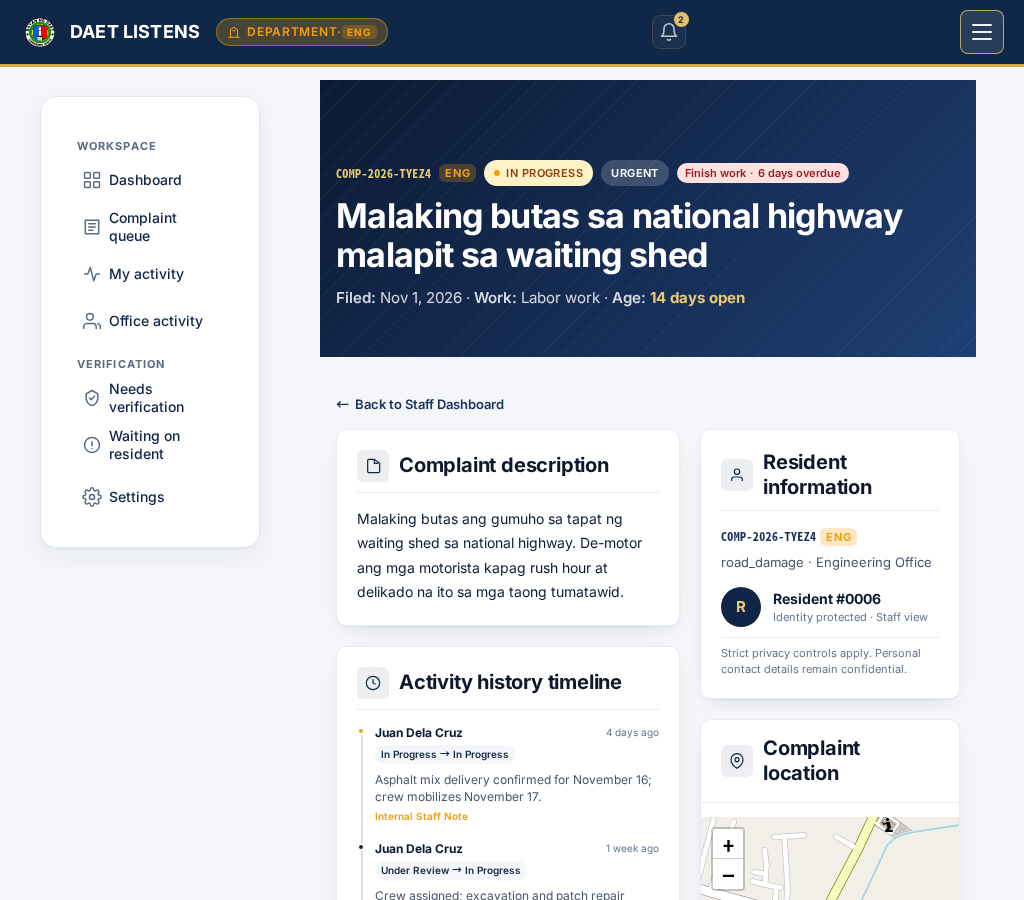 DAET LISTENS
DEPARTMENT· ENG
2
WORKSPACE
Dashboard
Complaint
queue
My activity
Office activity
VERIFICATION
Needs
verification
Waiting on
resident
Settings
COMP-2026-TYEZ4 ENG IN PROGRESS URGENT Finish work · 6 days overdue
Malaking butas sa national highway
malapit sa waiting shed
Filed: Nov 1, 2026 · Work: Labor work · Age: 14 days open
← Back to Staff Dashboard
Complaint description
Malaking butas ang gumuho sa tapat ng
waiting shed sa national highway. De-motor
ang mga motorista kapag rush hour at
delikado na ito sa mga taong tumatawid.
Activity history timeline
Juan Dela Cruz 4 days ago
In Progress → In Progress
Asphalt mix delivery confirmed for November 16;
crew mobilizes November 17.
Internal Staff Note
Juan Dela Cruz 1 week ago
Under Review → In Progress
Crew assigned; excavation and patch repair
Resident
information
COMP-2026-TYEZ4 ENG
road_damage · Engineering Office
R
Resident #0006
Identity protected · Staff view
Strict privacy controls apply. Personal
contact details remain confidential.
Complaint
location
+
−